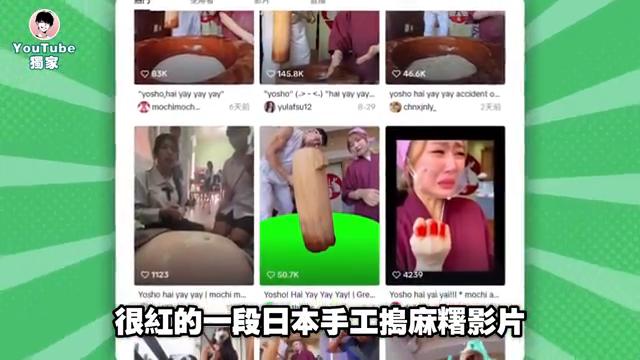 YouTube
獨家
83K
145.8K
46.6K
"yosho,hai yay yay yay"
mochimoch...
6天前
"yosho" (.> - <.) "hai yay yay...
yulafsu12
8-29
yosho hai yay yay accident o...
chnxjnly_
2天前
1123
50.7K
4239
Yosho hai yay yay | mochi m...
Yosho! Hai Yay Yay Yay! | Gre...
Yosho hai yai yai!!! * mochi a...
很紅的一段日本手工搗麻糬影片